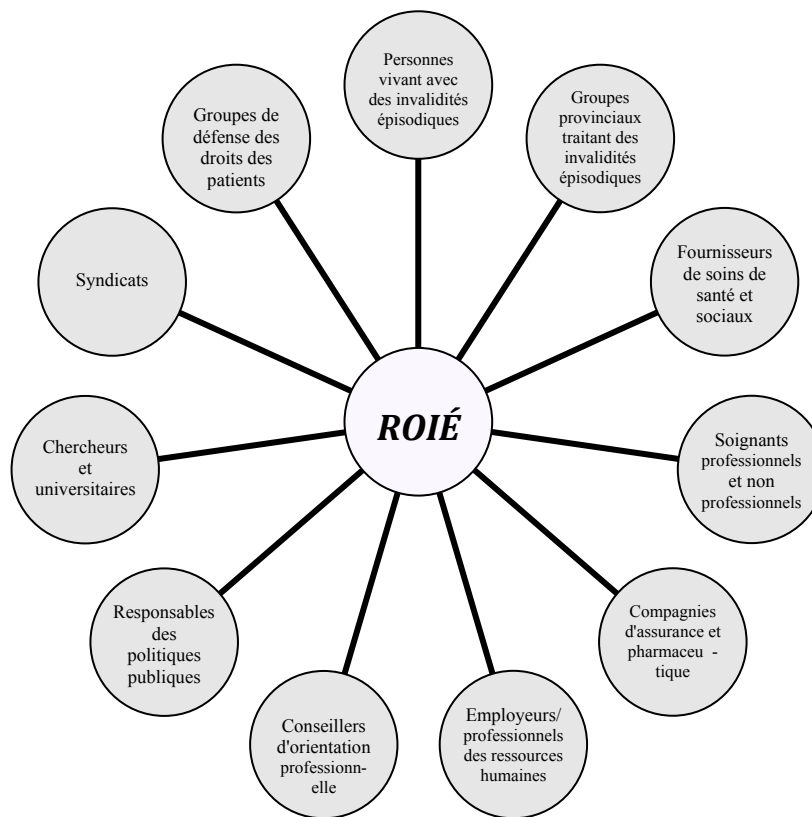 Personnes
vivant avec
des invalidités
épisodiques
Groupes
provinciaux
traitant des
invalidités
épisodiques
Fournisseurs
de soins de
santé et
sociaux
Soignants
professionnels
et non
professionnels
Compagnies
d'assurance et
pharmaceu -
tique
Employeurs/
professionnels
des ressources
humaines
Conseillers
d'orientation
professionn-
elle
Responsables
des
politiques
publiques
Chercheurs
et
universitaires
Syndicats
Groupes de
défense des
droits des
patients
ROIÉ